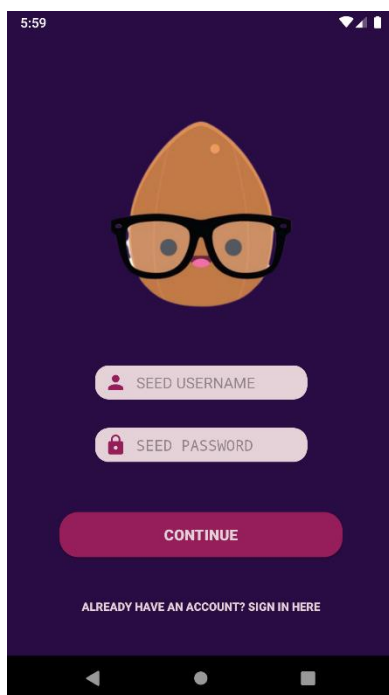 5:59
SEED USERNAME
SEED PASSWORD
CONTINUE
ALREADY HAVE AN ACCOUNT? SIGN IN HERE